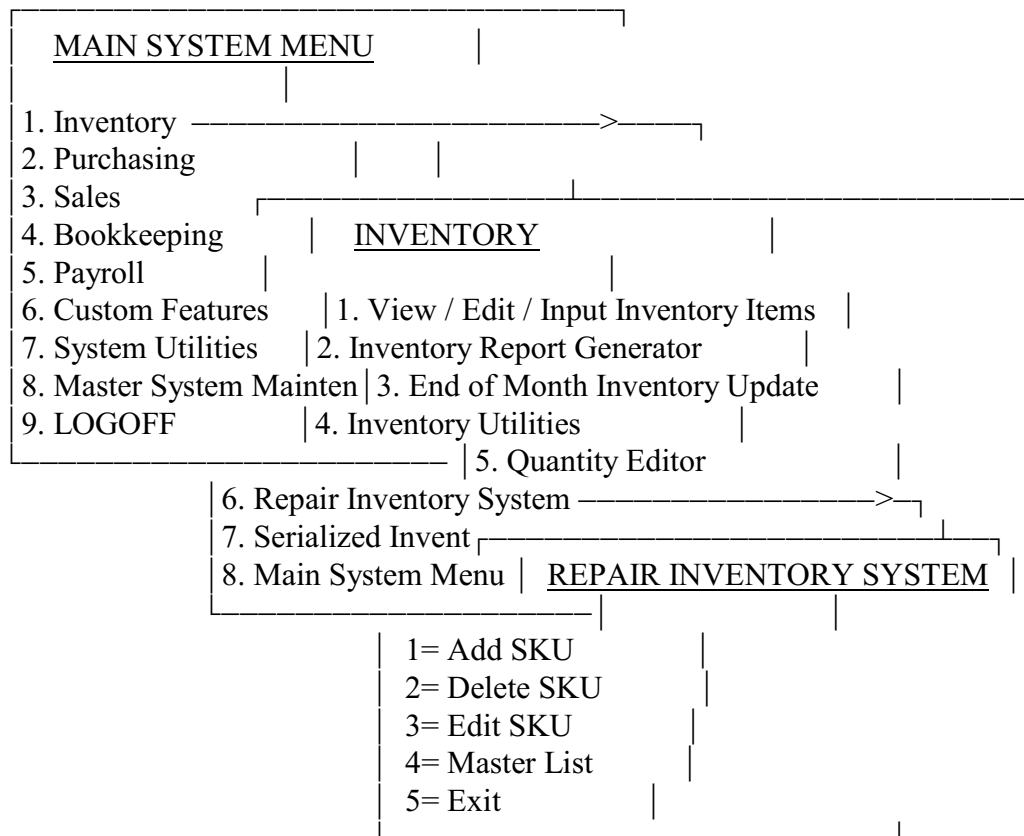 MAIN SYSTEM MENU
1. Inventory
2. Purchasing
3. Sales
4. Bookkeeping INVENTORY
5. Payroll
6. Custom Features 1. View / Edit / Input Inventory Items
7. System Utilities 2. Inventory Report Generator
8. Master System Mainten 3. End of Month Inventory Update
9. LOGOFF 4. Inventory Utilities
5. Quantity Editor
6. Repair Inventory System
7. Serialized Invent
8. Main System Menu REPAIR INVENTORY SYSTEM
1= Add SKU
2= Delete SKU
3= Edit SKU
4= Master List
5= Exit